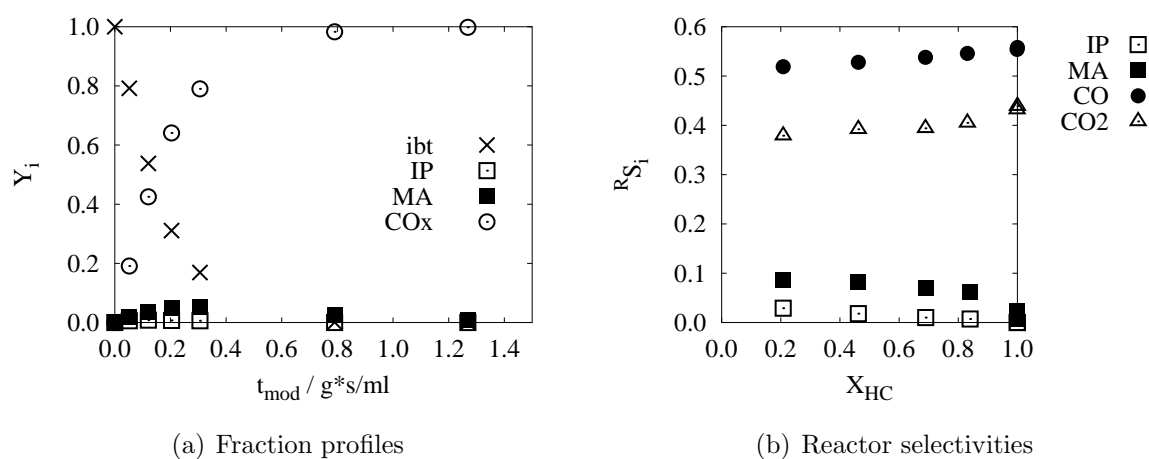 1.0
0.8
0.6
0.4
0.2
0.0
Y_i
ibt
IP
MA
COx
0.0 0.2 0.4 0.6 0.8 1.0 1.2 1.4
t_mod / g*s/ml
(a) Fraction profiles
0.6
0.5
0.4
0.3
0.2
0.1
0.0
^R S_i
IP
MA
CO
CO2
0.0 0.2 0.4 0.6 0.8 1.0
X_HC
(b) Reactor selectivities